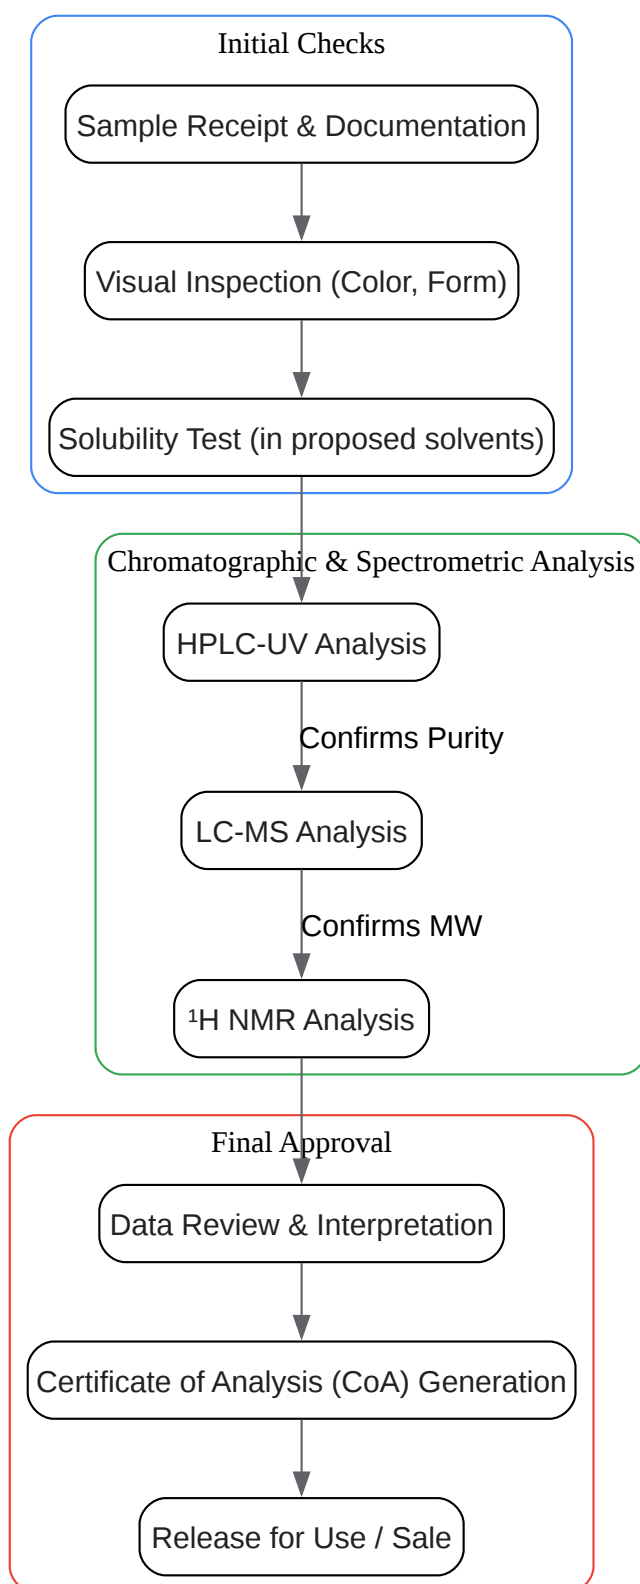 Initial Checks
Sample Receipt & Documentation
Visual Inspection (Color, Form)
Solubility Test (in proposed solvents)
Chromatographic & Spectrometric Analysis
HPLC-UV Analysis
Confirms Purity
LC-MS Analysis
Confirms MW
¹H NMR Analysis
Final Approval
Data Review & Interpretation
Certificate of Analysis (CoA) Generation
Release for Use / Sale